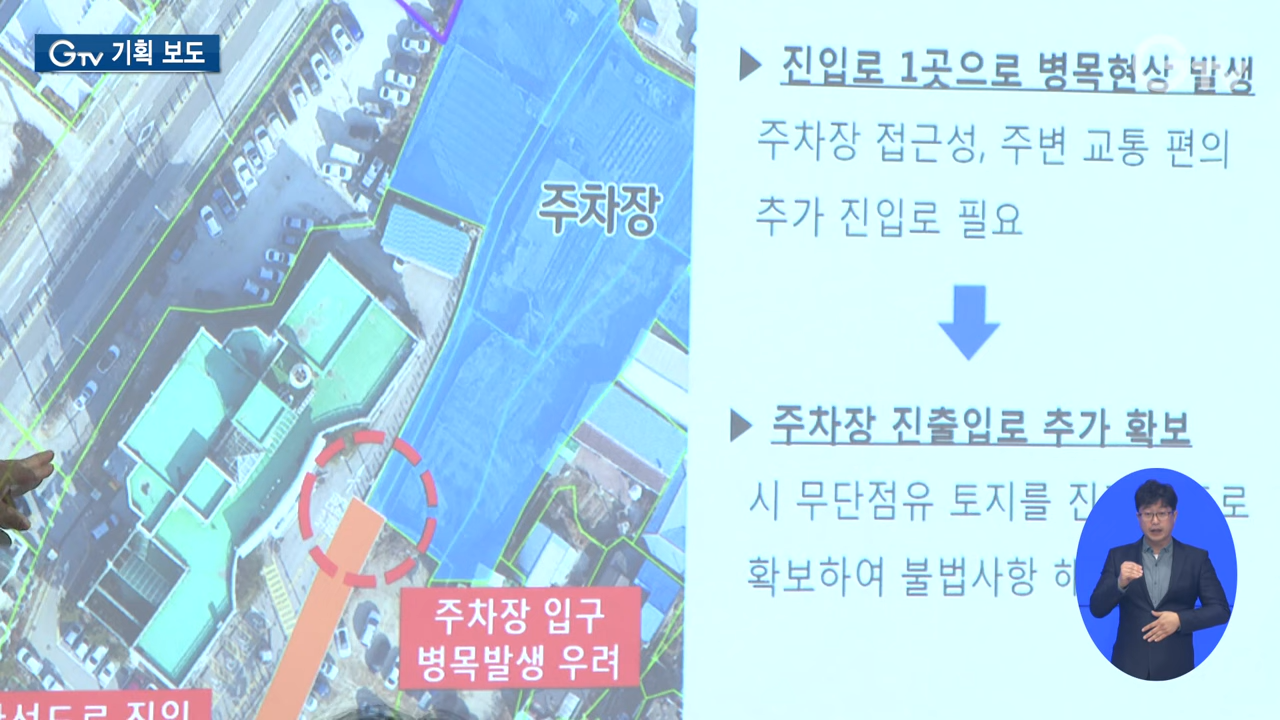 GTV 기획 보도
▶ 진입로 1곳으로 병목현상 발생
주차장 접근성, 주변 교통 편의
추가 진입로 필요
주차장
▶ 주차장 진출입로 추가 확보
시 무단점유 토지를
로
확보하여 불법사항
주차장 입구
병목발생 우려
진입